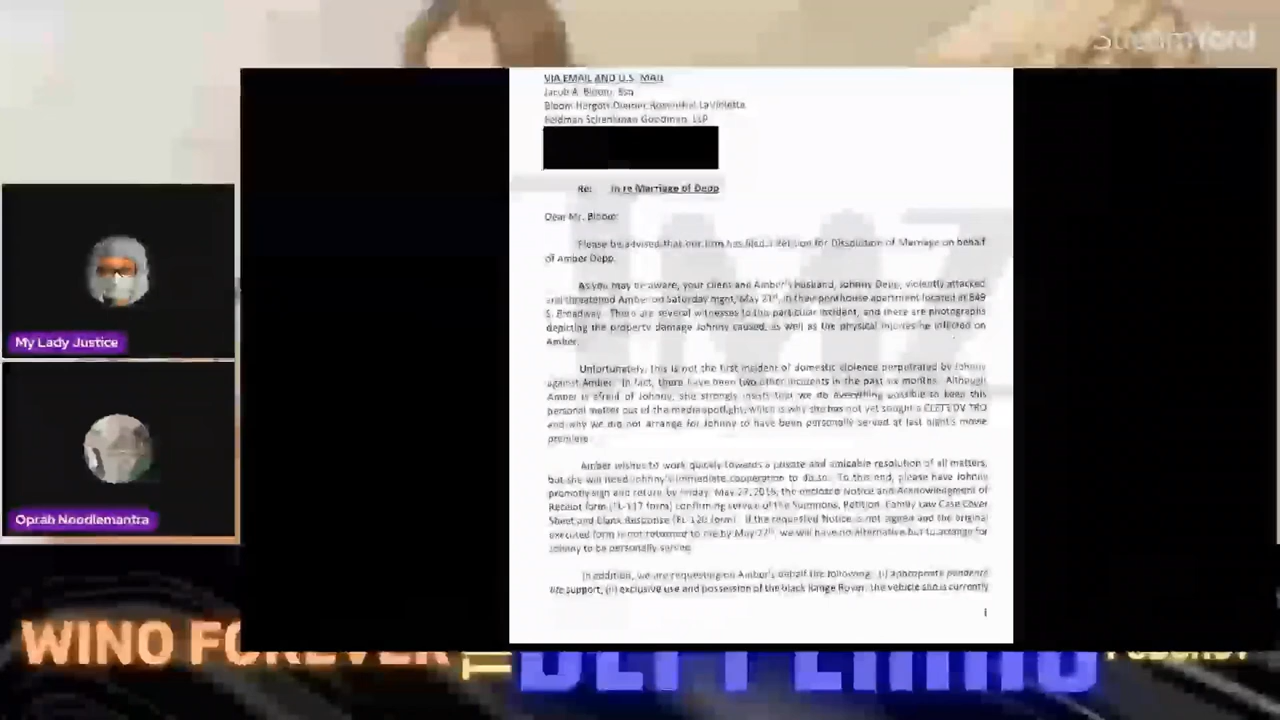 StreamYard
VIA EMAIL AND U.S. MAIL
Jacob A. Bloom, Esq
Bloom Hergott Diemer Rosenthal LaViolette
Feldman Schenkman Goodman, LLP
Re: In re Marriage of Depp
Dear Mr. Bloom:
Please be advised that our firm has filed a Petition for Dissolution of Marriage on behalf
of Amber Depp.
As you may be aware, your client and Amber's husband, Johnny Depp, violently attacked
and threatened Amber on Saturday night, May 21st, in their penthouse apartment located at 849
S. Broadway. There are several witnesses to this particular incident, and there are photographs
depicting the property damage Johnny caused, as well as the physical injuries he inflicted on
Amber.
Unfortunately, this is not the first incident of domestic violence perpetrated by Johnny
against Amber. In fact, there have been two other incidents in the past six months. Although
Amber is afraid of Johnny, she strongly insists that we do everything possible to keep this
personal matter out of the media spotlight, which is why she has not yet sought a CLETS DV TRO
and why we did not arrange for Johnny to have been personally served at last night's movie
premiere.
Amber wishes to work quickly towards a private and amicable resolution of all matters,
but she will need Johnny's immediate cooperation to do so. To this end, please have Johnny
promptly sign and return by Friday, May 27, 2016, the enclosed Notice and Acknowledgment of
Receipt form (FL-117 form) confirming service of the Summons, Petition, Family Law Case Cover
Sheet and blank Response (FL-120 form). If the requested Notice is not signed and the original
executed form is not returned to me by May 27th, we will have no alternative but to arrange for
Johnny to be personally served.
In addition, we are requesting on Amber's behalf the following: (i) appropriate pendente
lite support, (ii) exclusive use and possession of the black Range Rover, the vehicle she is currently
TMZ
My Lady Justice
Oprah Noodlemantra
WINO FOREVER